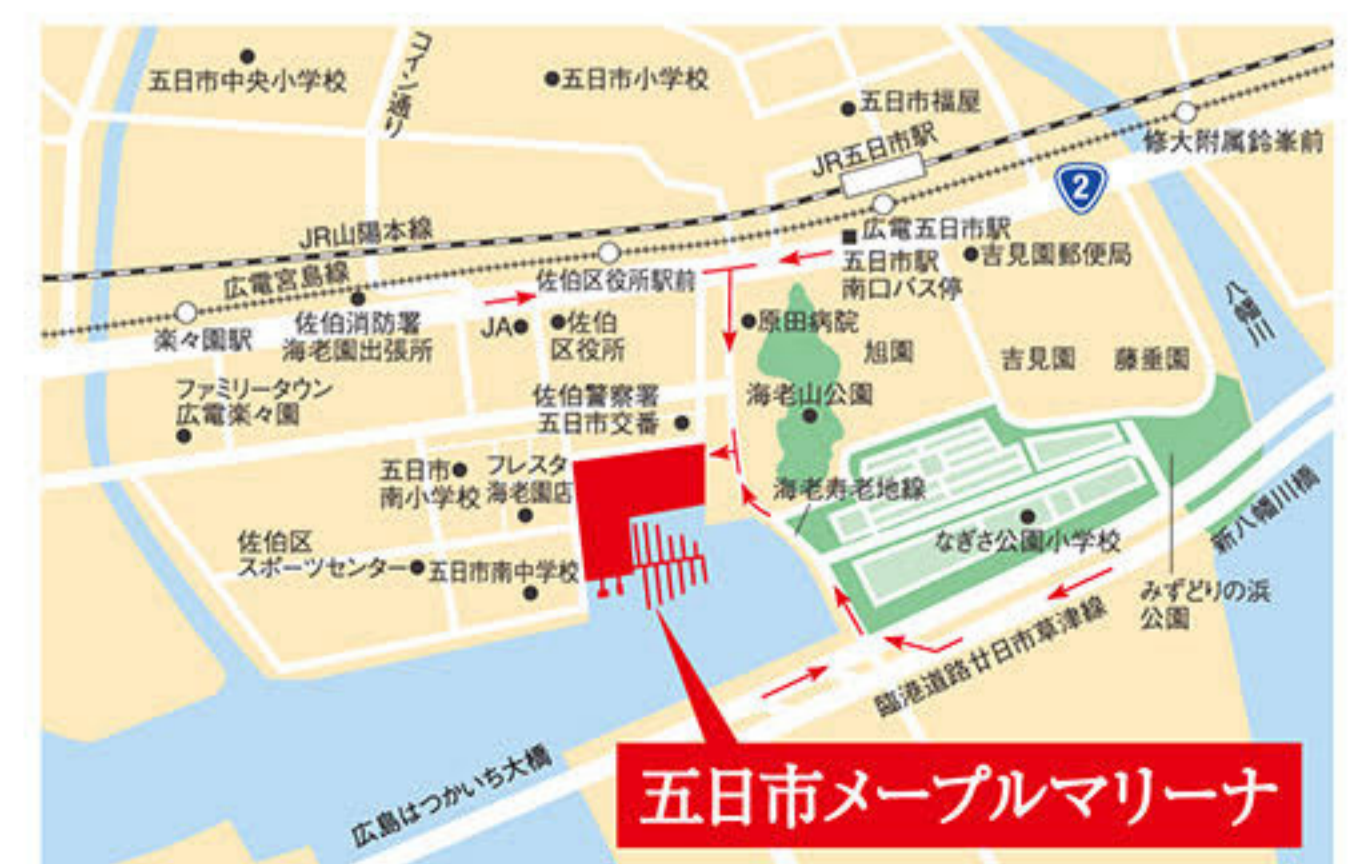 五日市中央小学校
コイン通り
五日市小学校
五日市福屋
JR五日市駅
修大附属鈴峯前
2
JR山陽本線
広電宮島線
楽々園駅
佐伯消防署
海老園出張所
佐伯区役所駅前
広電五日市駅
五日市駅
南口バス停
吉見園郵便局
八幡川
JA
佐伯
区役所
原田病院
旭園
吉見園
藤垂園
ファミリータウン
広電楽々園
佐伯警察署
五日市交番
海老山公園
五日市
南小学校
フレスタ
海老園店
海老寿老地線
なぎさ公園小学校
新八幡川橋
佐伯区
スポーツセンター
五日市南中学校
みずどりの浜
公園
臨港道路廿日市草津線
広島はつかいち大橋
五日市メープルマリーナ